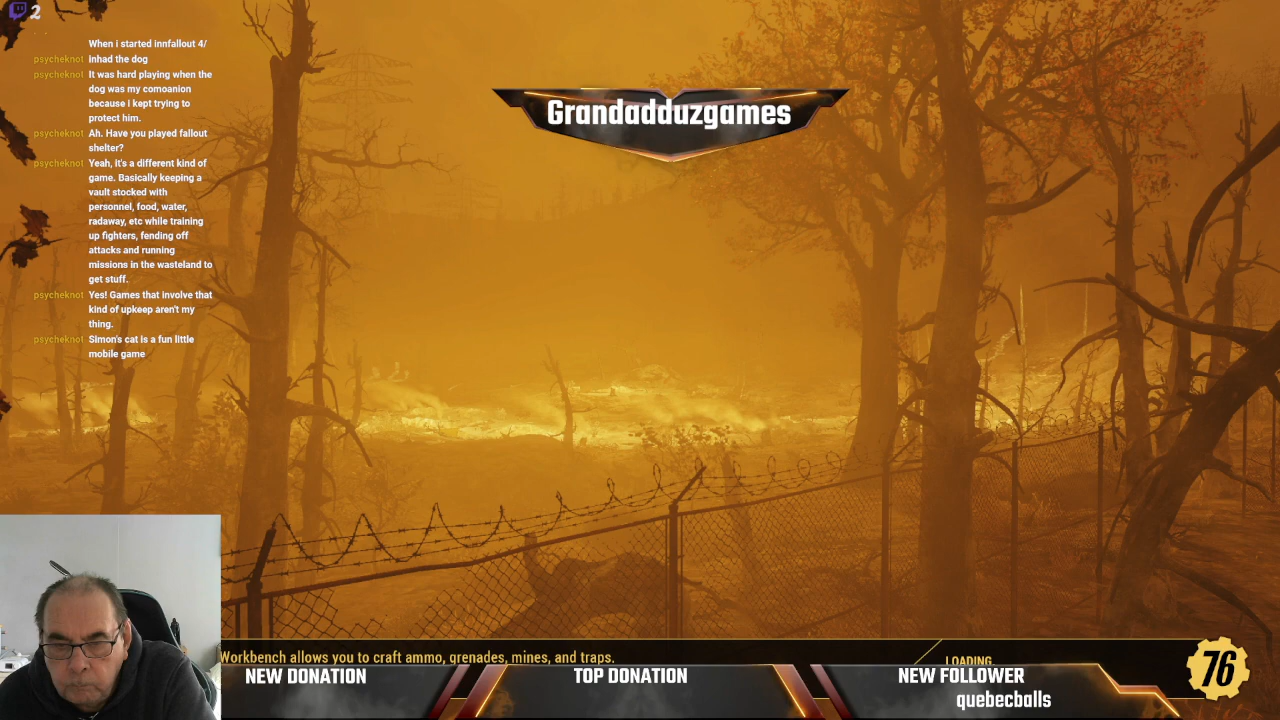 2
When i started innfallout 4/
psycheknot Inhad the dog
psycheknot It was hard playing when the
dog was my comoanion
because i kept trying to
protect him.
psycheknot Ah. Have you played fallout
shelter?
psycheknot Yeah, it's a different kind of
game. Basically keeping a
vault stocked with
personnel, food, water,
radaway, etc while training
up fighters, fending off
attacks and running
missions in the wasteland to
get stuff.
psycheknot Yes! Games that involve that
kind of upkeep aren't my
thing.
psycheknot Simon's cat is a fun little
mobile game
Grandadduzgames
Workbench allows you to craft ammo, grenades, mines, and traps.
LOADING
76
NEW DONATION
TOP DONATION
NEW FOLLOWER
quebecballs